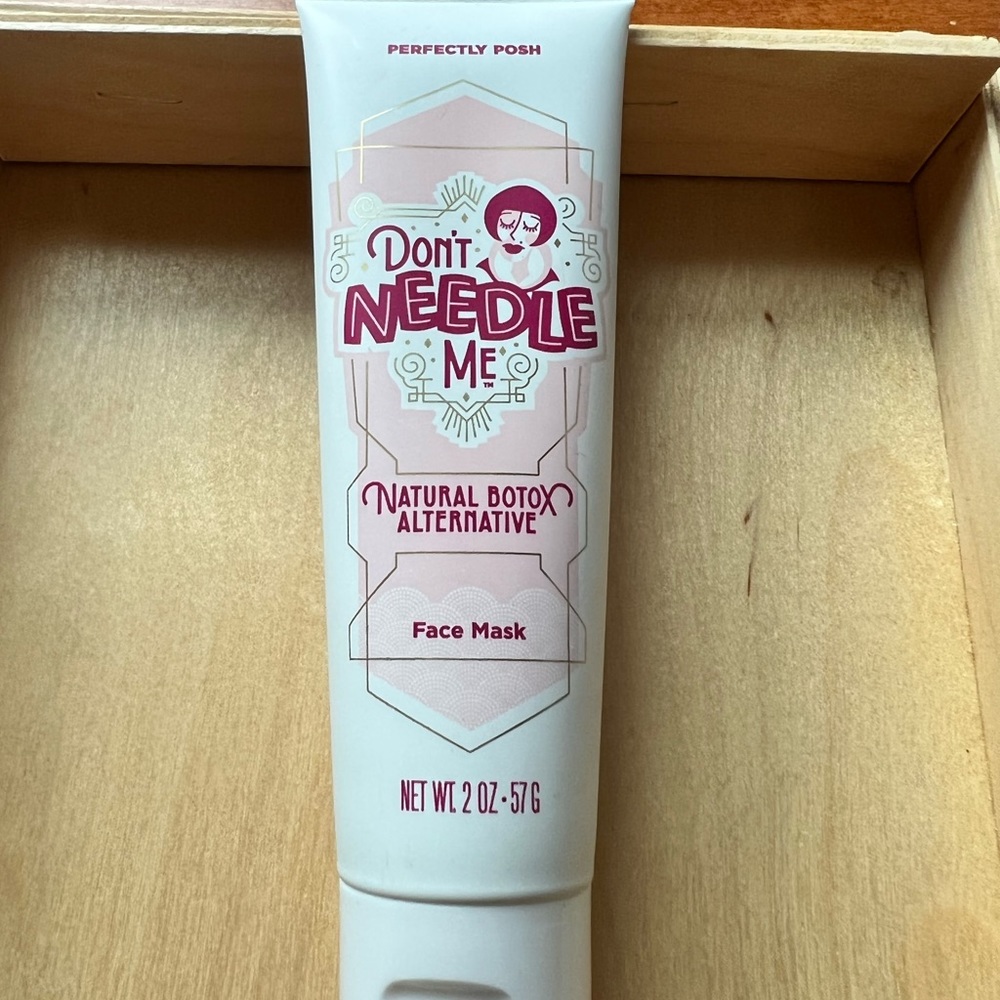 PERFECTLY POSH
DON'T
NEEDLE
ME™
NATURAL BOTOX
ALTERNATIVE
Face Mask
NET WT. 2 OZ • 57 G